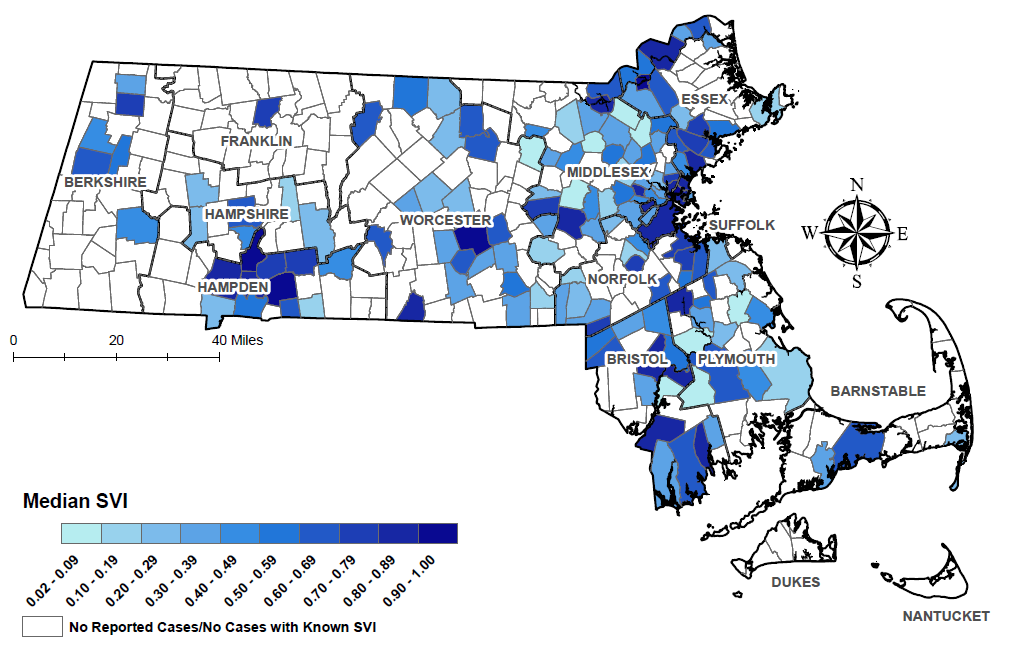 ESSEX
FRANKLIN
MIDDLESEX
BERKSHIRE
HAMPSHIRE
WORCESTER
SUFFOLK
N
W E
S
HAMPDEN
NORFOLK
0 20 40 Miles
BRISTOL
PLYMOUTH
BARNSTABLE
Median SVI
0.02 - 0.09
0.10 - 0.19
0.20 - 0.29
0.30 - 0.39
0.40 - 0.49
0.50 - 0.59
0.60 - 0.69
0.70 - 0.79
0.80 - 0.89
0.90 - 1.00
DUKES
NANTUCKET
No Reported Cases/No Cases with Known SVI